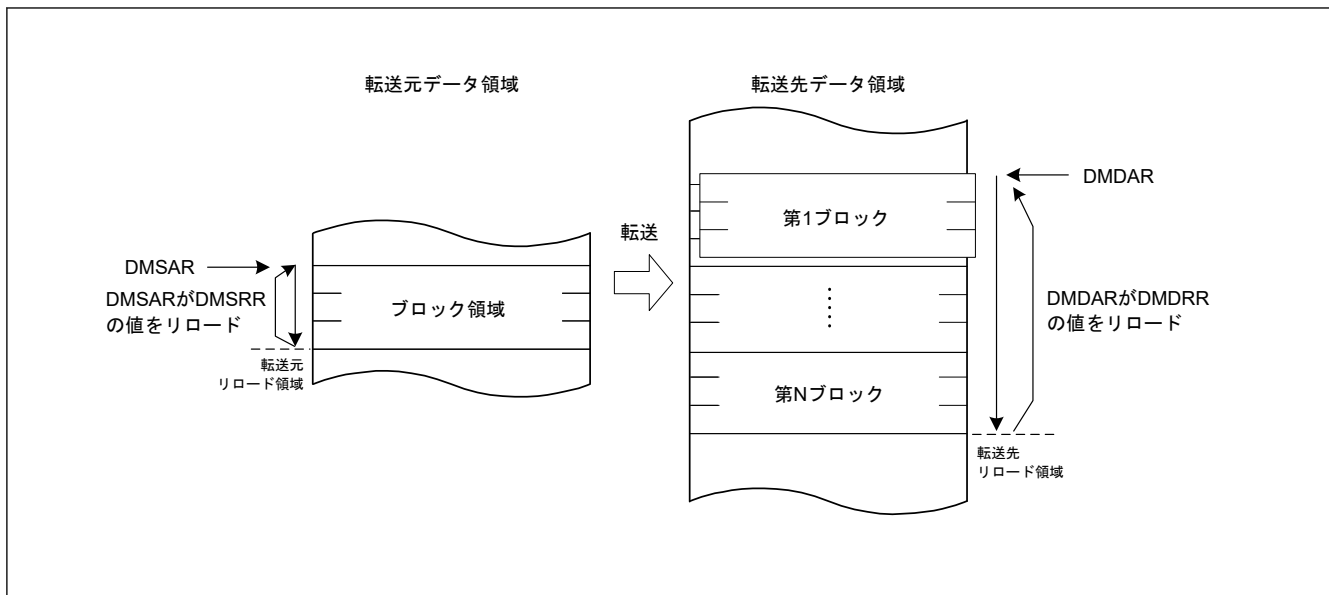 転送元データ領域
転送先データ領域
DMSAR
DMSARがDMSRR
の値をリロード
転送元
リロード領域
ブロック領域
転送
第1ブロック
第Nブロック
DMDAR
DMDARがDMDRR
の値をリロード
転送先
リロード領域